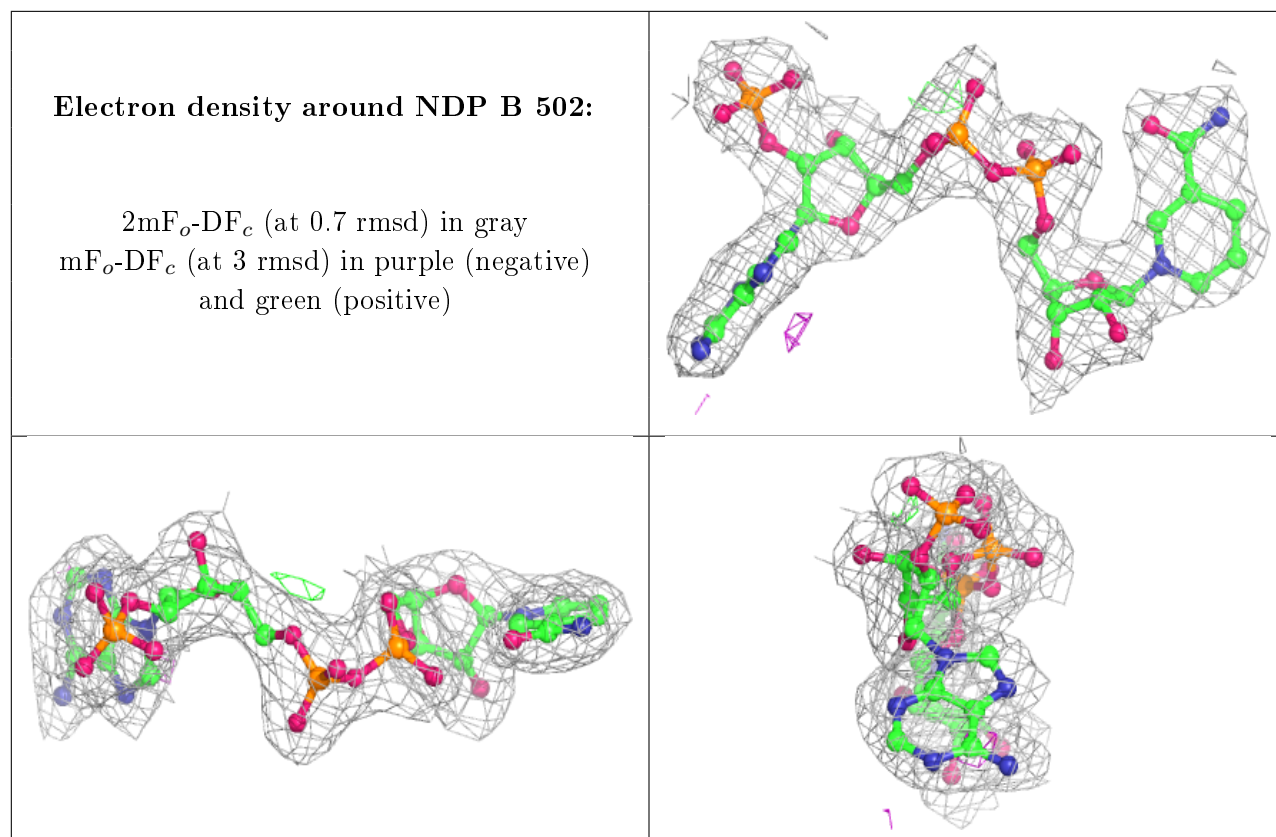 Electron density around NDP B 502:
2mFo-DFc (at 0.7 rmsd) in gray
mFo-DFc (at 3 rmsd) in purple (negative)
and green (positive)